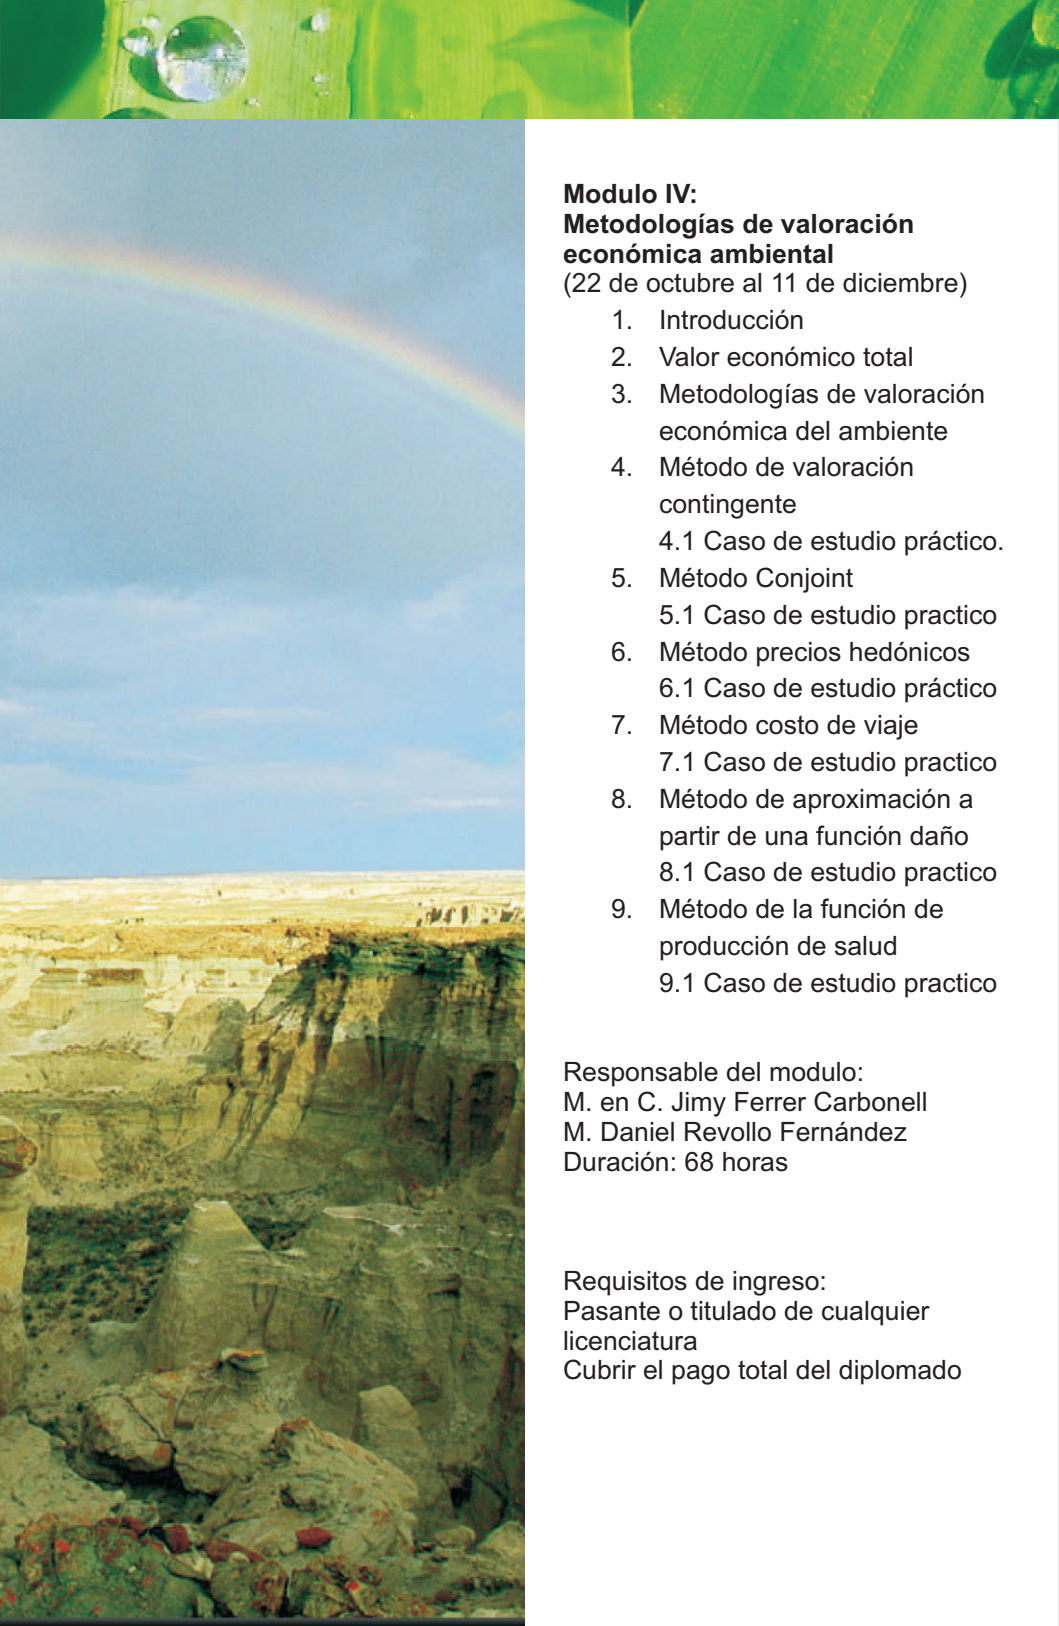 Modulo IV:
Metodologías de valoración
económica ambiental
(22 de octubre al 11 de diciembre)
1. Introducción
2. Valor económico total
3. Metodologías de valoración
económica del ambiente
4. Método de valoración
contingente
4.1 Caso de estudio práctico.
5. Método Conjoint
5.1 Caso de estudio practico
6. Método precios hedónicos
6.1 Caso de estudio práctico
7. Método costo de viaje
7.1 Caso de estudio practico
8. Método de aproximación a
partir de una función daño
8.1 Caso de estudio practico
9. Método de la función de
producción de salud
9.1 Caso de estudio practico
Responsable del modulo:
M. en C. Jimy Ferrer Carbonell
M. Daniel Revollo Fernández
Duración: 68 horas
Requisitos de ingreso:
Pasante o titulado de cualquier
licenciatura
Cubrir el pago total del diplomado